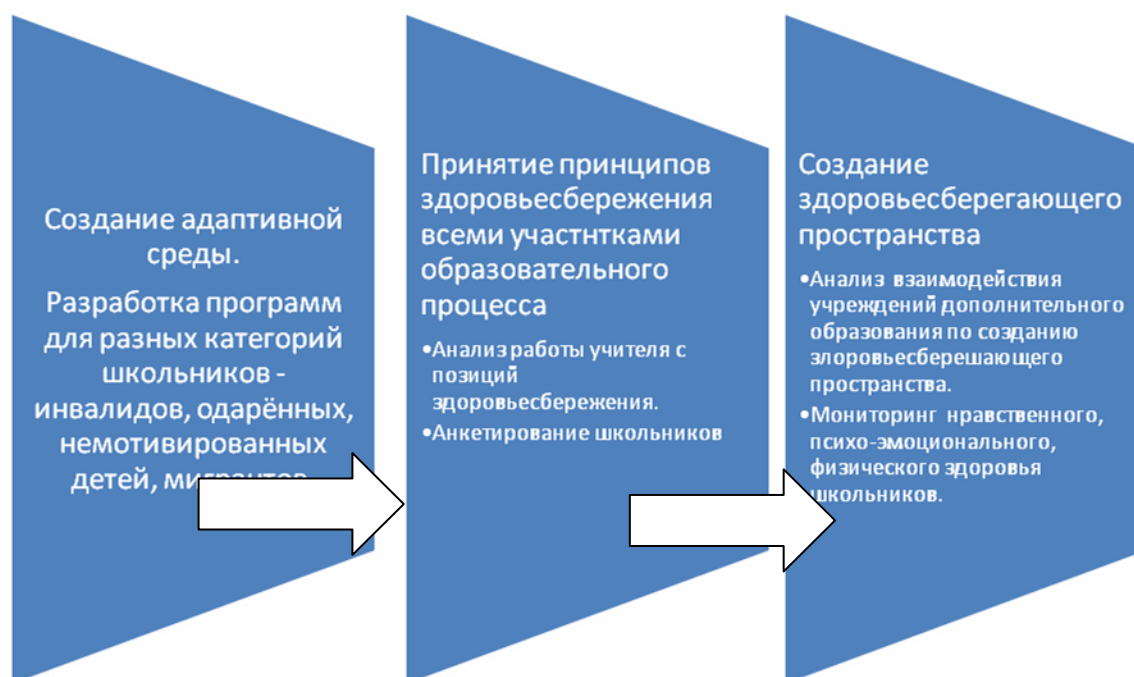 Создание адаптивной
среды.
Разработка программ
для разных категорий
школьников -
инвалидов, одарённых,
немотивированных
детей, мигрантов
Принятие принципов
здоровьесбережения
всеми участнтками
образовательного
процесса
•Анализ работы учителя с
позиций
здоровьесбережения.
•Анкетирование школьников
Создание
здоровьесберегающего
пространства
•Анализ взаимодействия
учреждений дополнительного
образования по созданию
злоровьесберешающего
пространства.
•Мониторинг нравственного,
психо-эмоционального,
физического здоровья
школьников.